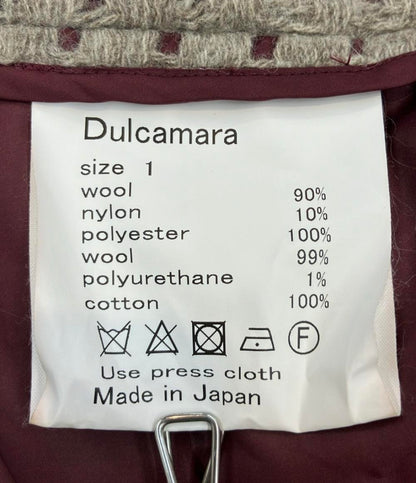 Dulcamara
size 1
wool 90%
nylon 10%
polyester 100%
wool 99%
polyurethane 1%
cotton 100%
F
Use press cloth
Made in Japan